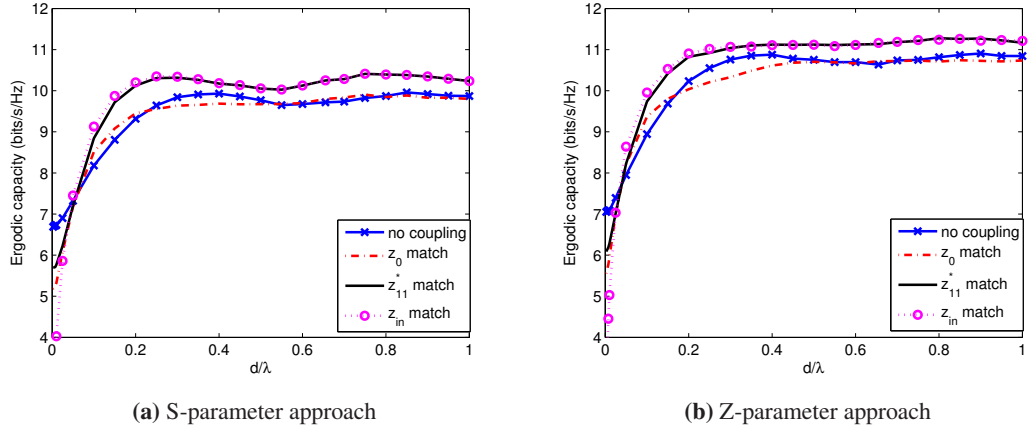 12
11
10
9
8
7
6
5
4
Ergodic capacity (bits/s/Hz)
no coupling
z0 match
z11* match
zin match
0
0.2
0.4
0.6
0.8
1
d/λ
(a) S-parameter approach
12
11
10
9
8
7
6
5
4
Ergodic capacity (bits/s/Hz)
no coupling
z0 match
z11* match
zin match
0
0.2
0.4
0.6
0.8
1
d/λ
(b) Z-parameter approach